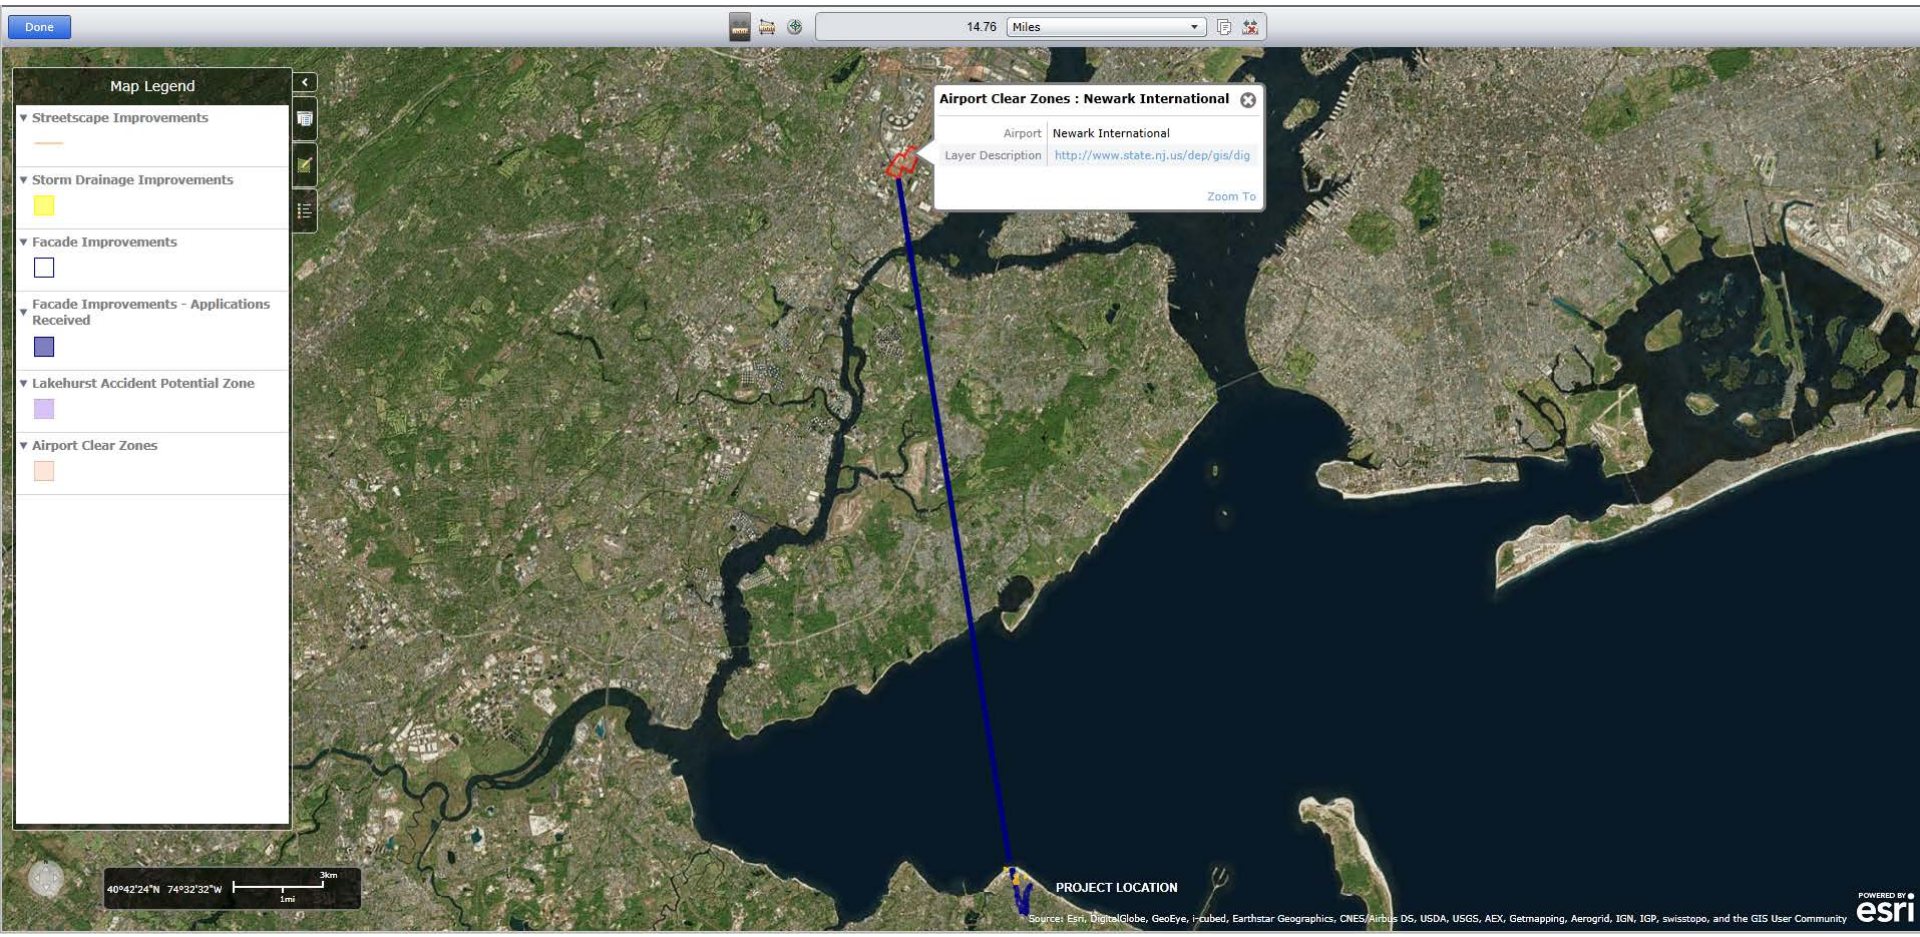 Done
14.76 Miles
Map Legend
Streetscape Improvements
Storm Drainage Improvements
Facade Improvements
Facade Improvements - Applications
Received
Lakehurst Accident Potential Zone
Airport Clear Zones
Airport Clear Zones : Newark International
Airport Newark International
Layer Description http://www.state.nj.us/dep/gis/dig
Zoom To
PROJECT LOCATION
40°42'24"N 74°32'32"W
3km
1mi
Source: Esri, DigitalGlobe, GeoEye, i-cubed, Earthstar Geographics, CNES/Airbus DS, USDA, USGS, AEX, Getmapping, Aerogrid, IGN, IGP, swisstopo, and the GIS User Community
POWERED BY
esri